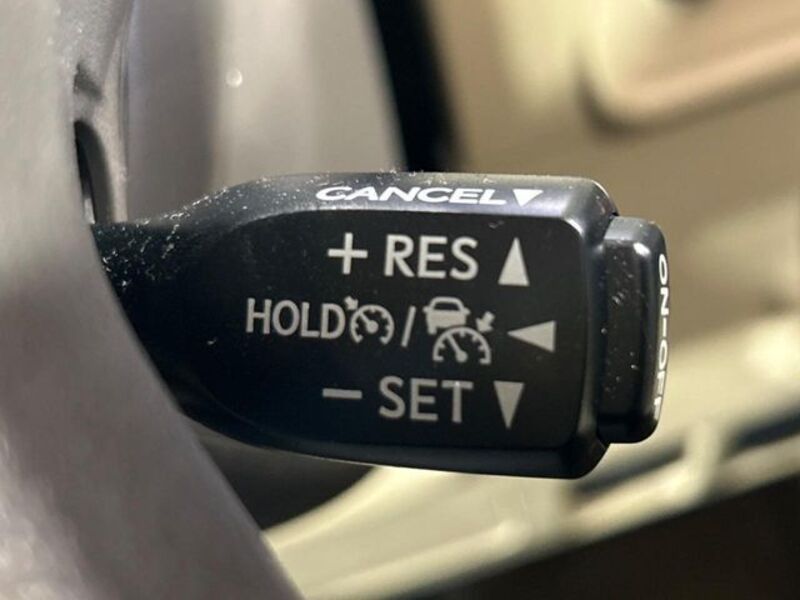 CANCEL▼
+ RES ▲
HOLD / ◀
− SET ▼
ON-OFF